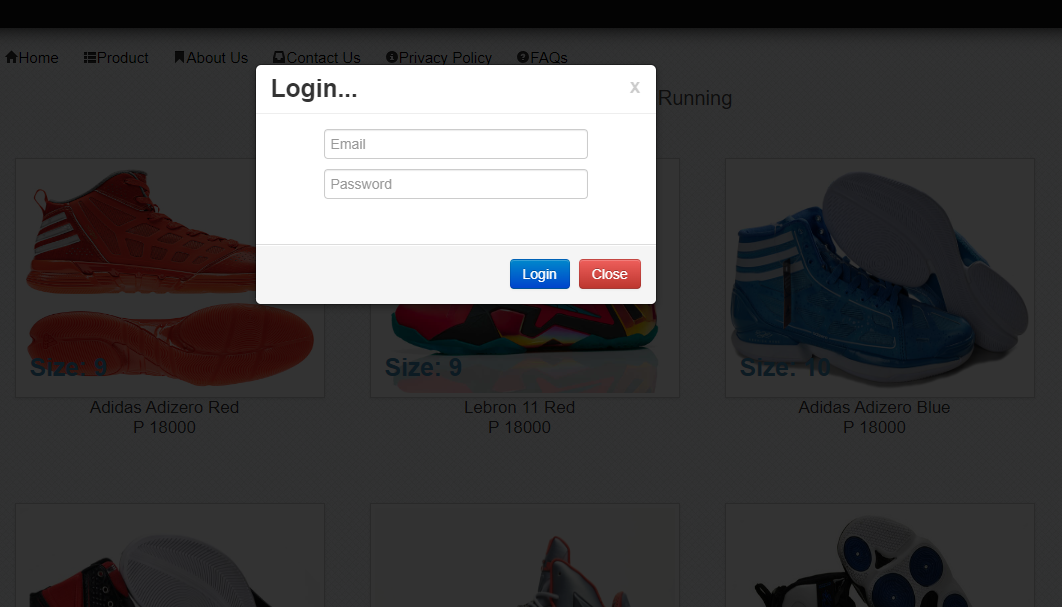 Home Product About Us Contact Us Privacy Policy FAQs
Login... x
Running
Email
Password
Login Close
Size: 9 Size: 9 Size: 10
Adidas Adizero Red Lebron 11 Red Adidas Adizero Blue
P 18000 P 18000 P 18000